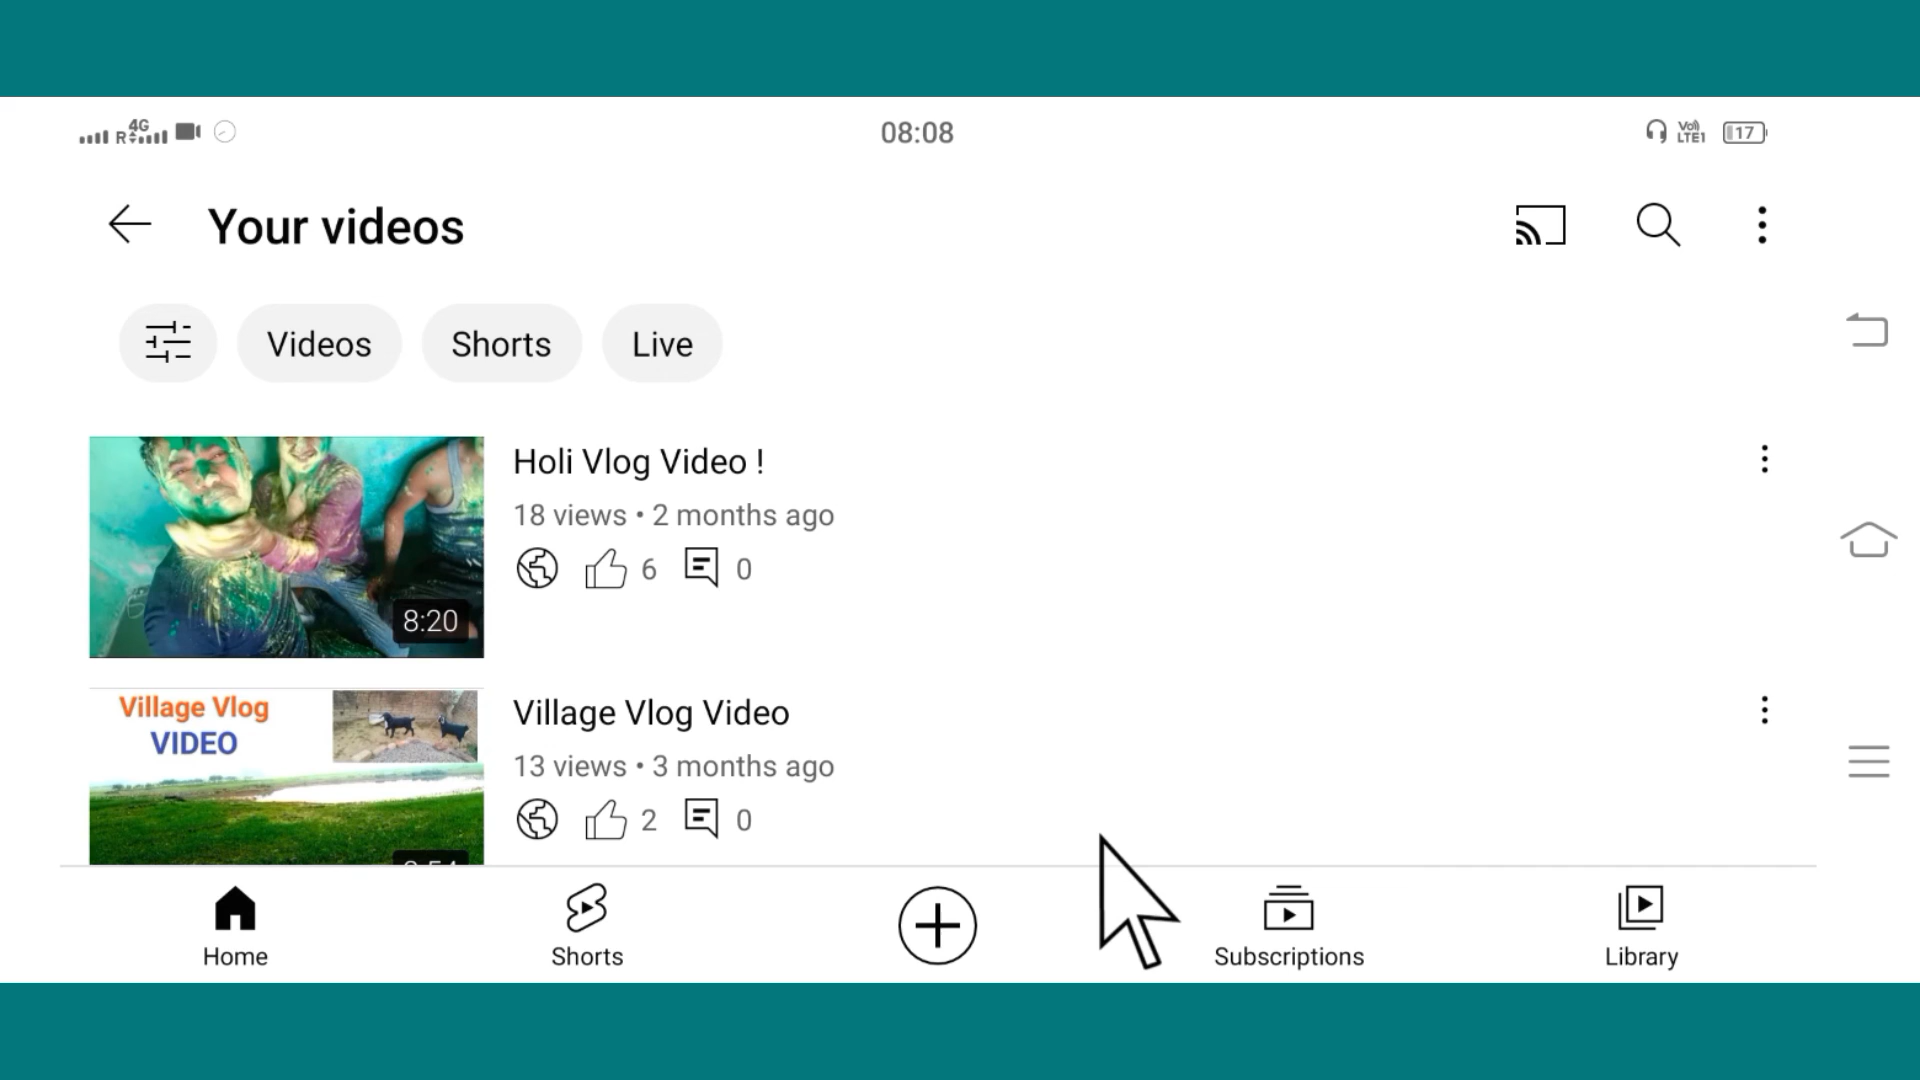 4G
R
08:08
Vo))
LTE1
17
Your videos
Videos
Shorts
Live
Holi Vlog Video !
18 views • 2 months ago
6
0
8:20
Village Vlog
VIDEO
Village Vlog Video
13 views • 3 months ago
2
0
Home
Shorts
Subscriptions
Library